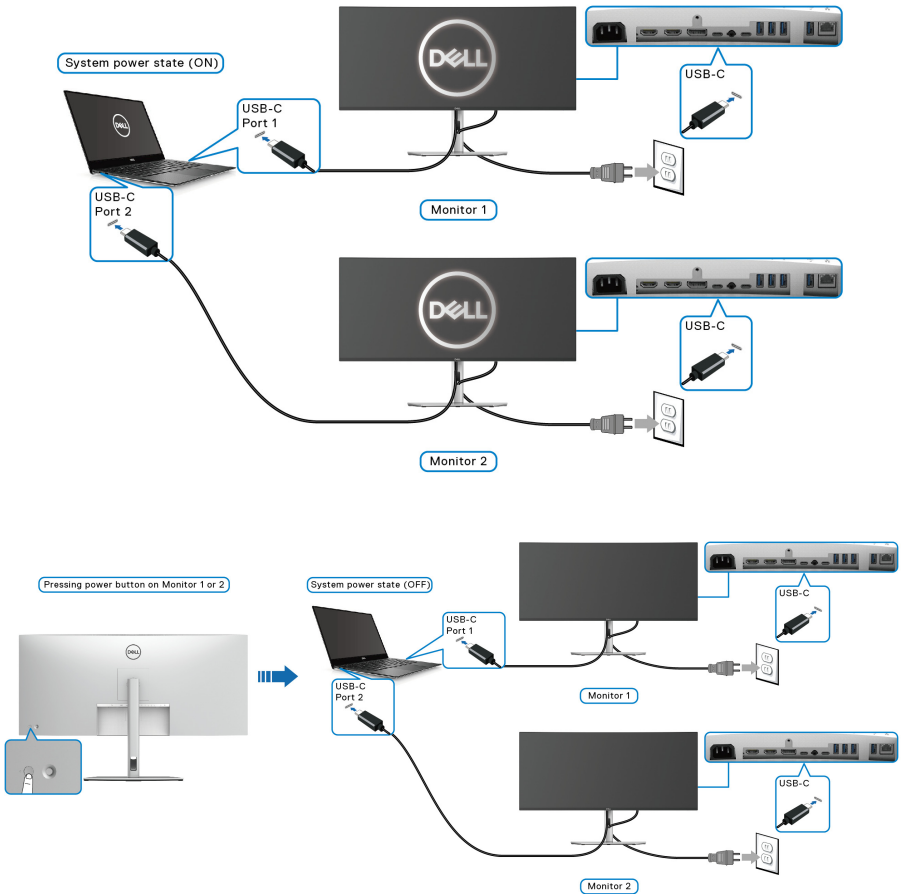 System power state (ON)
DELL
DELL
USB-C
Port 1
USB-C
USB-C
Port 2
Monitor 1
DELL
USB-C
Monitor 2
Pressing power button on Monitor 1 or 2
System power state (OFF)
DELL
USB-C
Port 1
USB-C
USB-C
Port 2
Monitor 1
USB-C
Monitor 2